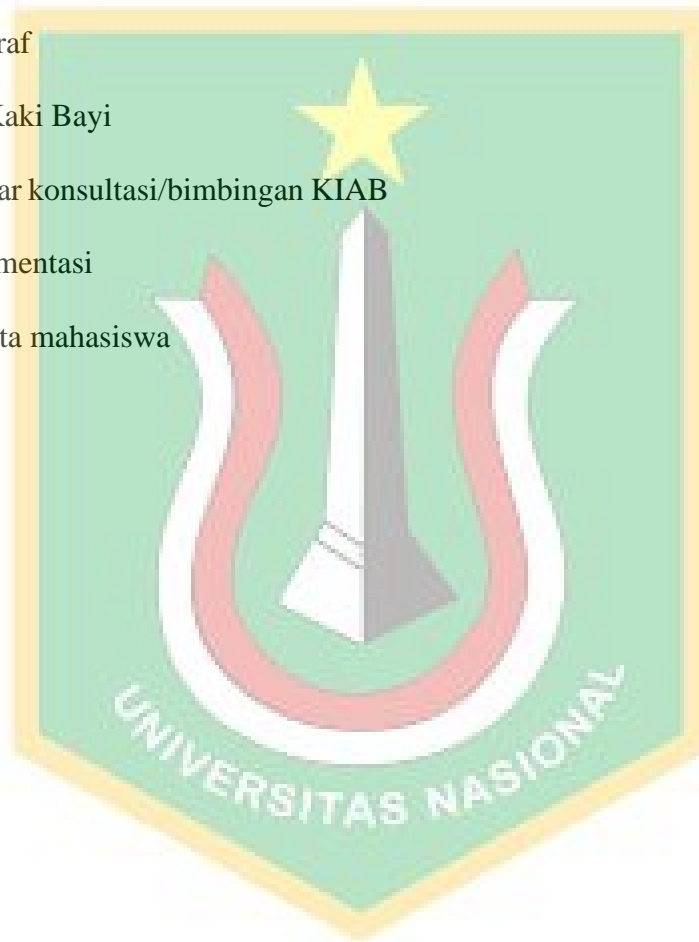 raf
Kaki Bayi
ar konsultasi/bimbingan KIAB
mentasi
ta mahasiswa
UNIVERSITAS NASIONAL